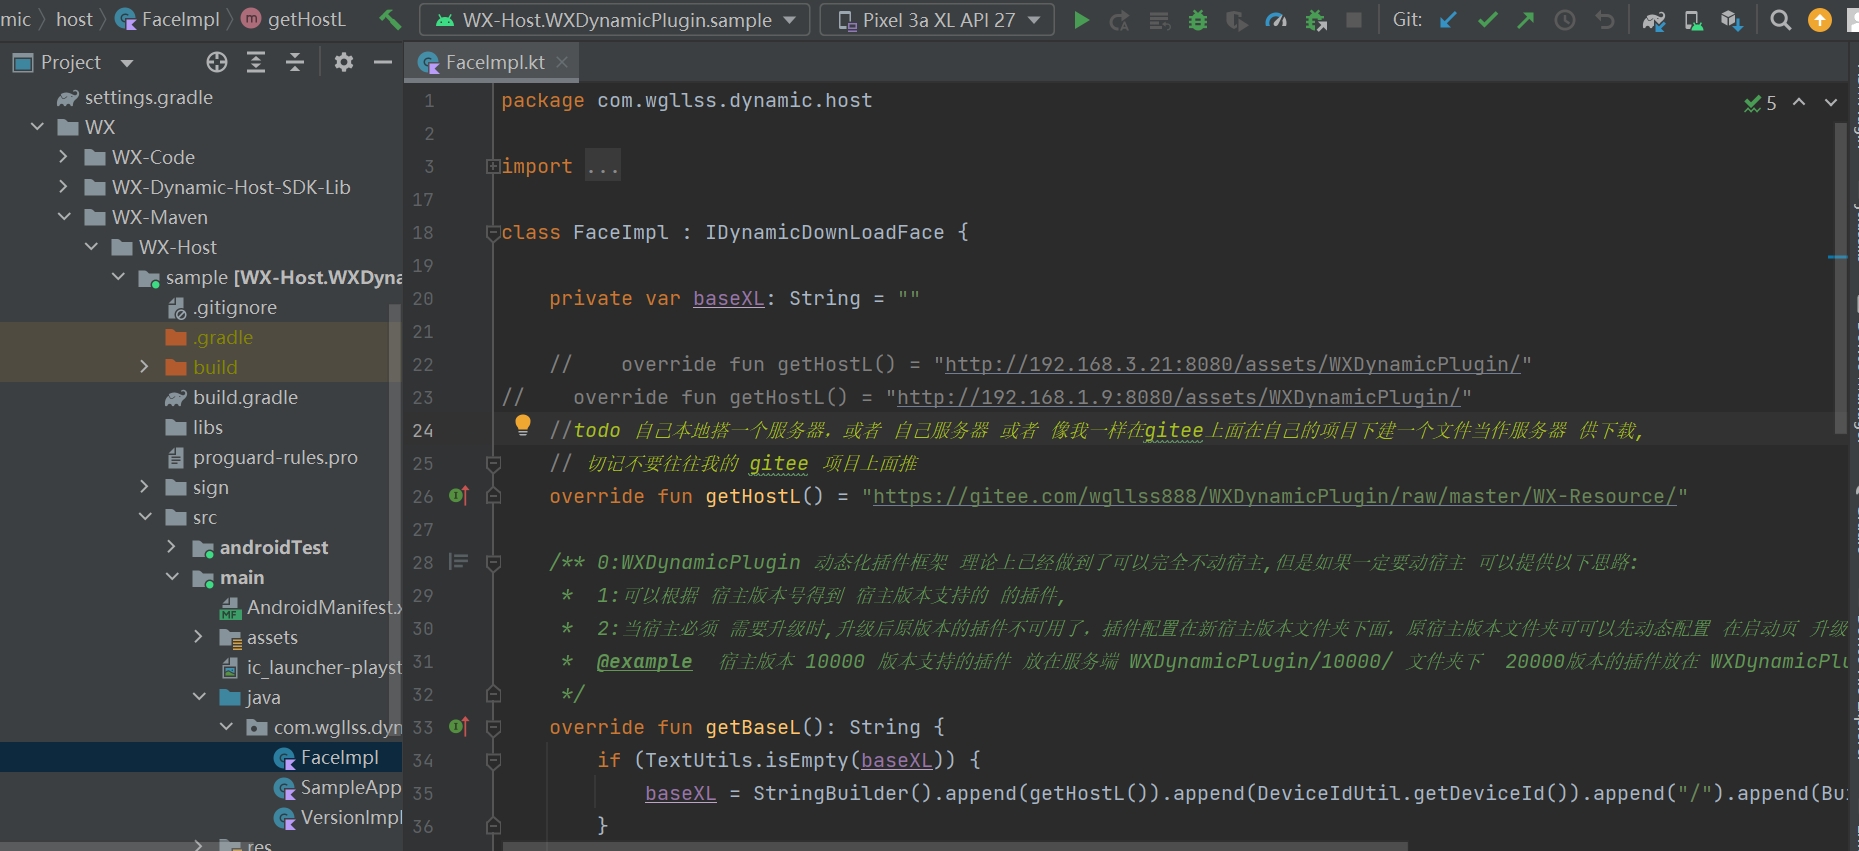 mic host FaceImpl getHostL WX-Host.WXDynamicPlugin.sample Pixel 3a XL API 27 Git:
Project
FaceImpl.kt
settings.gradle
WX
WX-Code
WX-Dynamic-Host-SDK-Lib
WX-Maven
WX-Host
sample [WX-Host.WXDyna
.gitignore
.gradle
build
build.gradle
libs
proguard-rules.pro
sign
src
androidTest
main
AndroidManifest.x
assets
ic_launcher-playst
java
com.wgllss.dyn
FaceImpl
SampleApp
VersionImpl
res
5
1 package com.wgllss.dynamic.host
2
3 import ...
17
18 class FaceImpl : IDynamicDownLoadFace {
19
20 private var baseXL: String = ""
21
22 // override fun getHostL() = "http://192.168.3.21:8080/assets/WXDynamicPlugin/"
23 // override fun getHostL() = "http://192.168.1.9:8080/assets/WXDynamicPlugin/"
24 //todo 自己本地搭一个服务器，或者 自己服务器 或者 像我一样在gitee上面在自己的项目下建一个文件当作服务器 供下载,
25 // 切记不要往往我的 gitee 项目上面推
26 override fun getHostL() = "https://gitee.com/wgllss888/WXDynamicPlugin/raw/master/WX-Resource/"
27
28 /** 0:WXDynamicPlugin 动态化插件框架 理论上已经做到了可以完全不动宿主,但是如果一定要动宿主 可以提供以下思路:
29 * 1:可以根据 宿主版本号得到 宿主版本支持的 的插件,
30 * 2:当宿主必须 需要升级时,升级后原版本的插件不可用了，插件配置在新宿主版本文件夹下面，原宿主版本文件夹可可以先动态配置 在启动页 升级
31 * @example 宿主版本 10000 版本支持的插件 放在服务端 WXDynamicPlugin/10000/ 文件夹下 20000版本的插件放在 WXDynamicPlu
32 */
33 override fun getBaseL(): String {
34 if (TextUtils.isEmpty(baseXL)) {
35 baseXL = StringBuilder().append(getHostL()).append(DeviceIdUtil.getDeviceId()).append("/").append(Bu
36 }